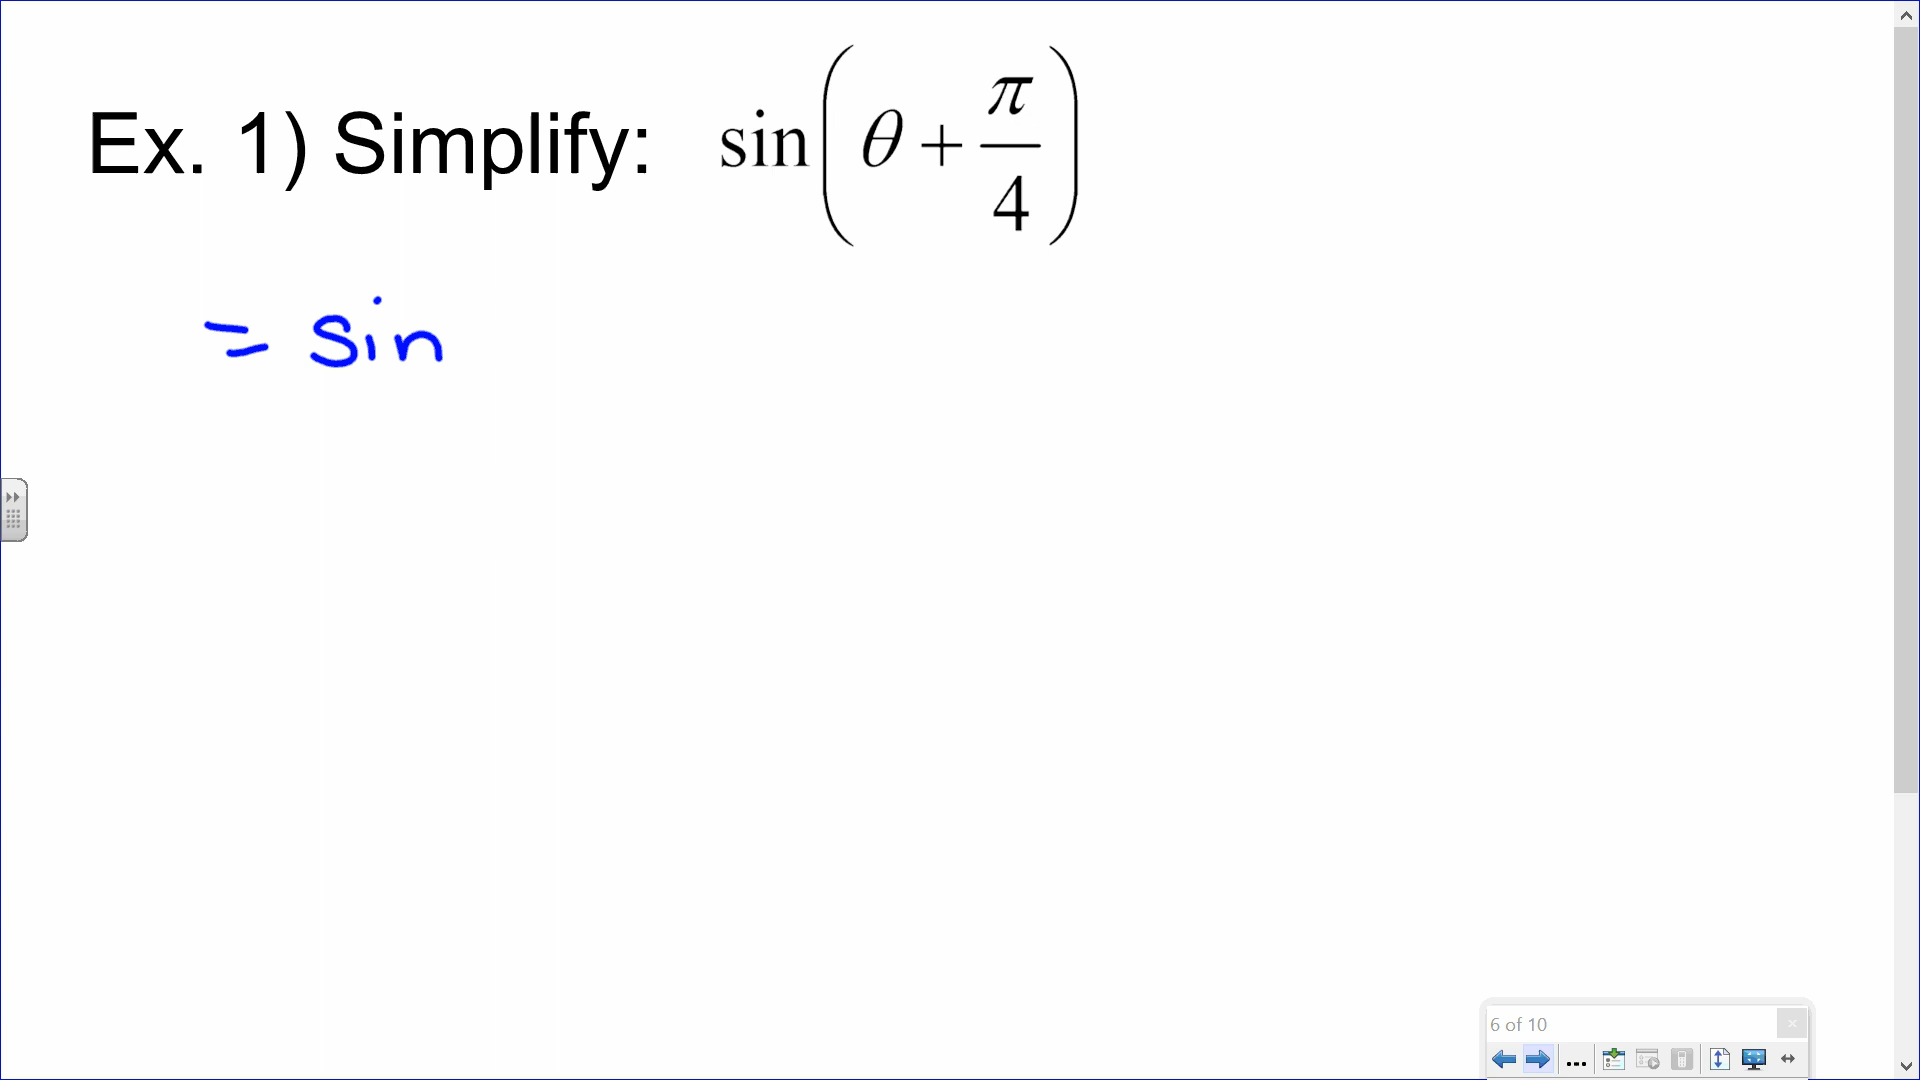 Ex. 1) Simplify: sin(θ + π/4)
= sin
6 of 10